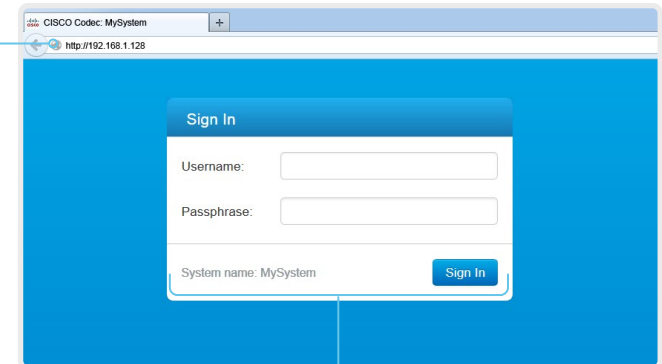 CISCO Codec: MySystem
http://192.168.1.128
Sign In
Username:
Passphrase:
System name: MySystem
Sign In